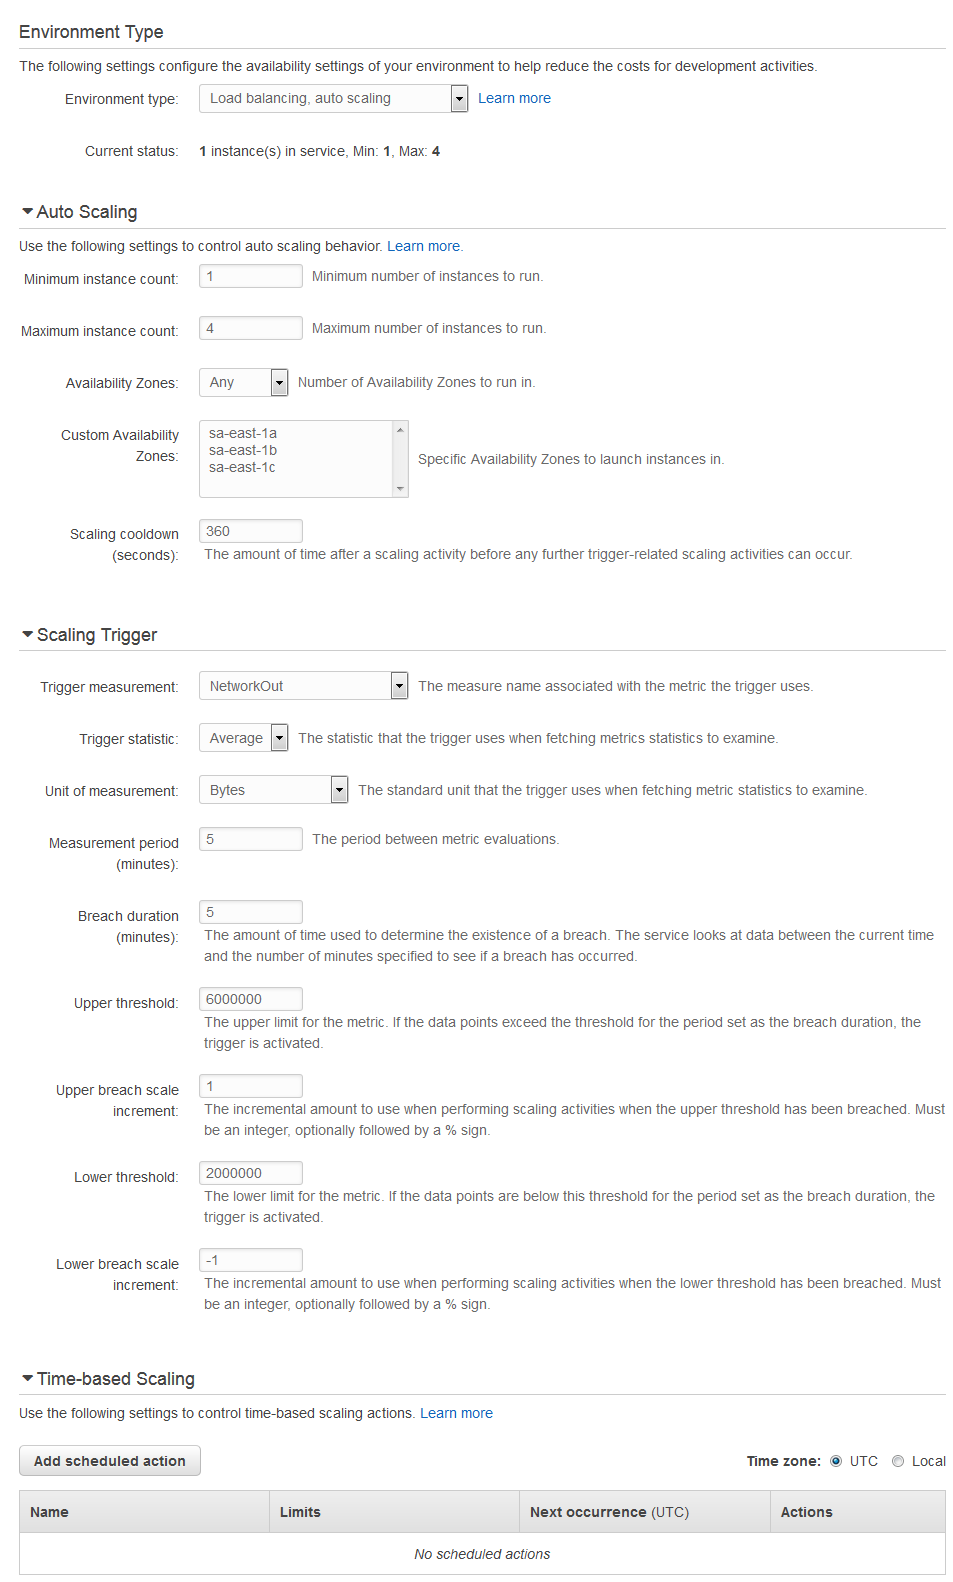 Environment Type
The following settings configure the availability settings of your environment to help reduce the costs for development activities.
Environment type: Load balancing, auto scaling Learn more
Current status: 1 instance(s) in service, Min: 1, Max: 4
Auto Scaling
Use the following settings to control auto scaling behavior. Learn more.
Minimum instance count: 1 Minimum number of instances to run.
Maximum instance count: 4 Maximum number of instances to run.
Availability Zones: Any Number of Availability Zones to run in.
Custom Availability
Zones:
sa-east-1a
sa-east-1b
sa-east-1c
Specific Availability Zones to launch instances in.
Scaling cooldown
(seconds):
360
The amount of time after a scaling activity before any further trigger-related scaling activities can occur.
Scaling Trigger
Trigger measurement: NetworkOut The measure name associated with the metric the trigger uses.
Trigger statistic: Average The statistic that the trigger uses when fetching metrics statistics to examine.
Unit of measurement: Bytes The standard unit that the trigger uses when fetching metric statistics to examine.
Measurement period
(minutes):
5 The period between metric evaluations.
Breach duration
(minutes):
5
The amount of time used to determine the existence of a breach. The service looks at data between the current time
and the number of minutes specified to see if a breach has occurred.
Upper threshold: 6000000
The upper limit for the metric. If the data points exceed the threshold for the period set as the breach duration, the
trigger is activated.
Upper breach scale
increment:
1
The incremental amount to use when performing scaling activities when the upper threshold has been breached. Must
be an integer, optionally followed by a % sign.
Lower threshold: 2000000
The lower limit for the metric. If the data points are below this threshold for the period set as the breach duration, the
trigger is activated.
Lower breach scale
increment:
-1
The incremental amount to use when performing scaling activities when the lower threshold has been breached. Must
be an integer, optionally followed by a % sign.
Time-based Scaling
Use the following settings to control time-based scaling actions. Learn more
Add scheduled action Time zone: UTC Local
Name Limits Next occurrence (UTC) Actions
No scheduled actions